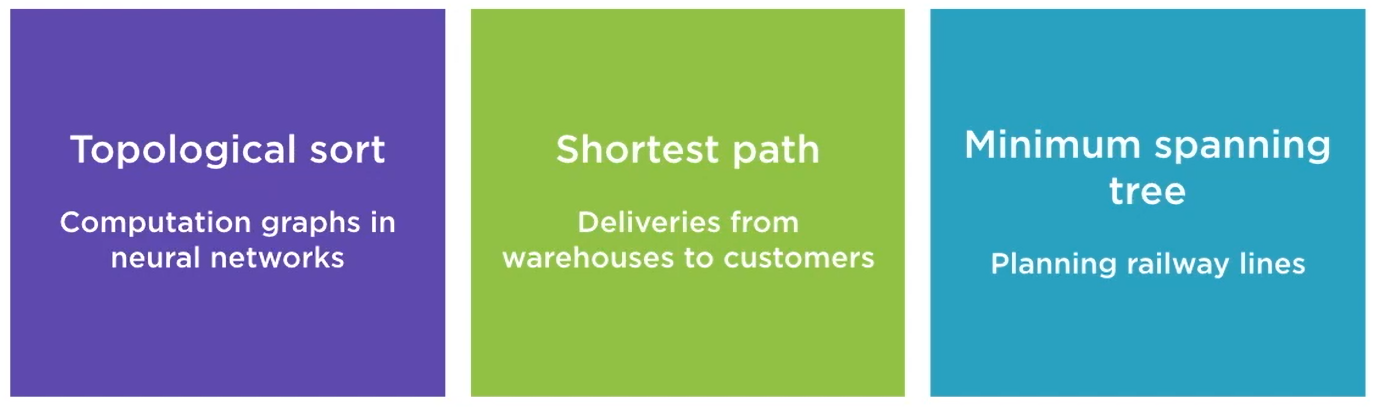 Topological sort
Computation graphs in
neural networks
Shortest path
Deliveries from
warehouses to customers
Minimum spanning
tree
Planning railway lines